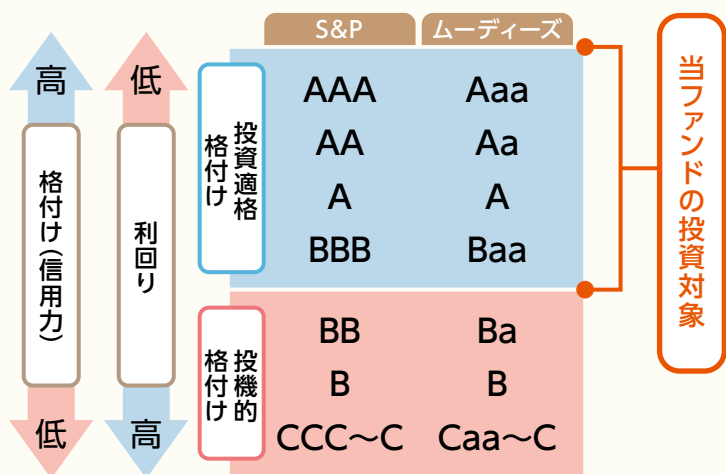 S&P ムーディーズ
高 低
格付け(信用力)
利回り
低 高
投資適格
格付け
AAA Aaa
AA Aa
A A
BBB Baa
投機的
格付け
BB Ba
B B
CCC～C Caa～C
当ファンドの投資対象